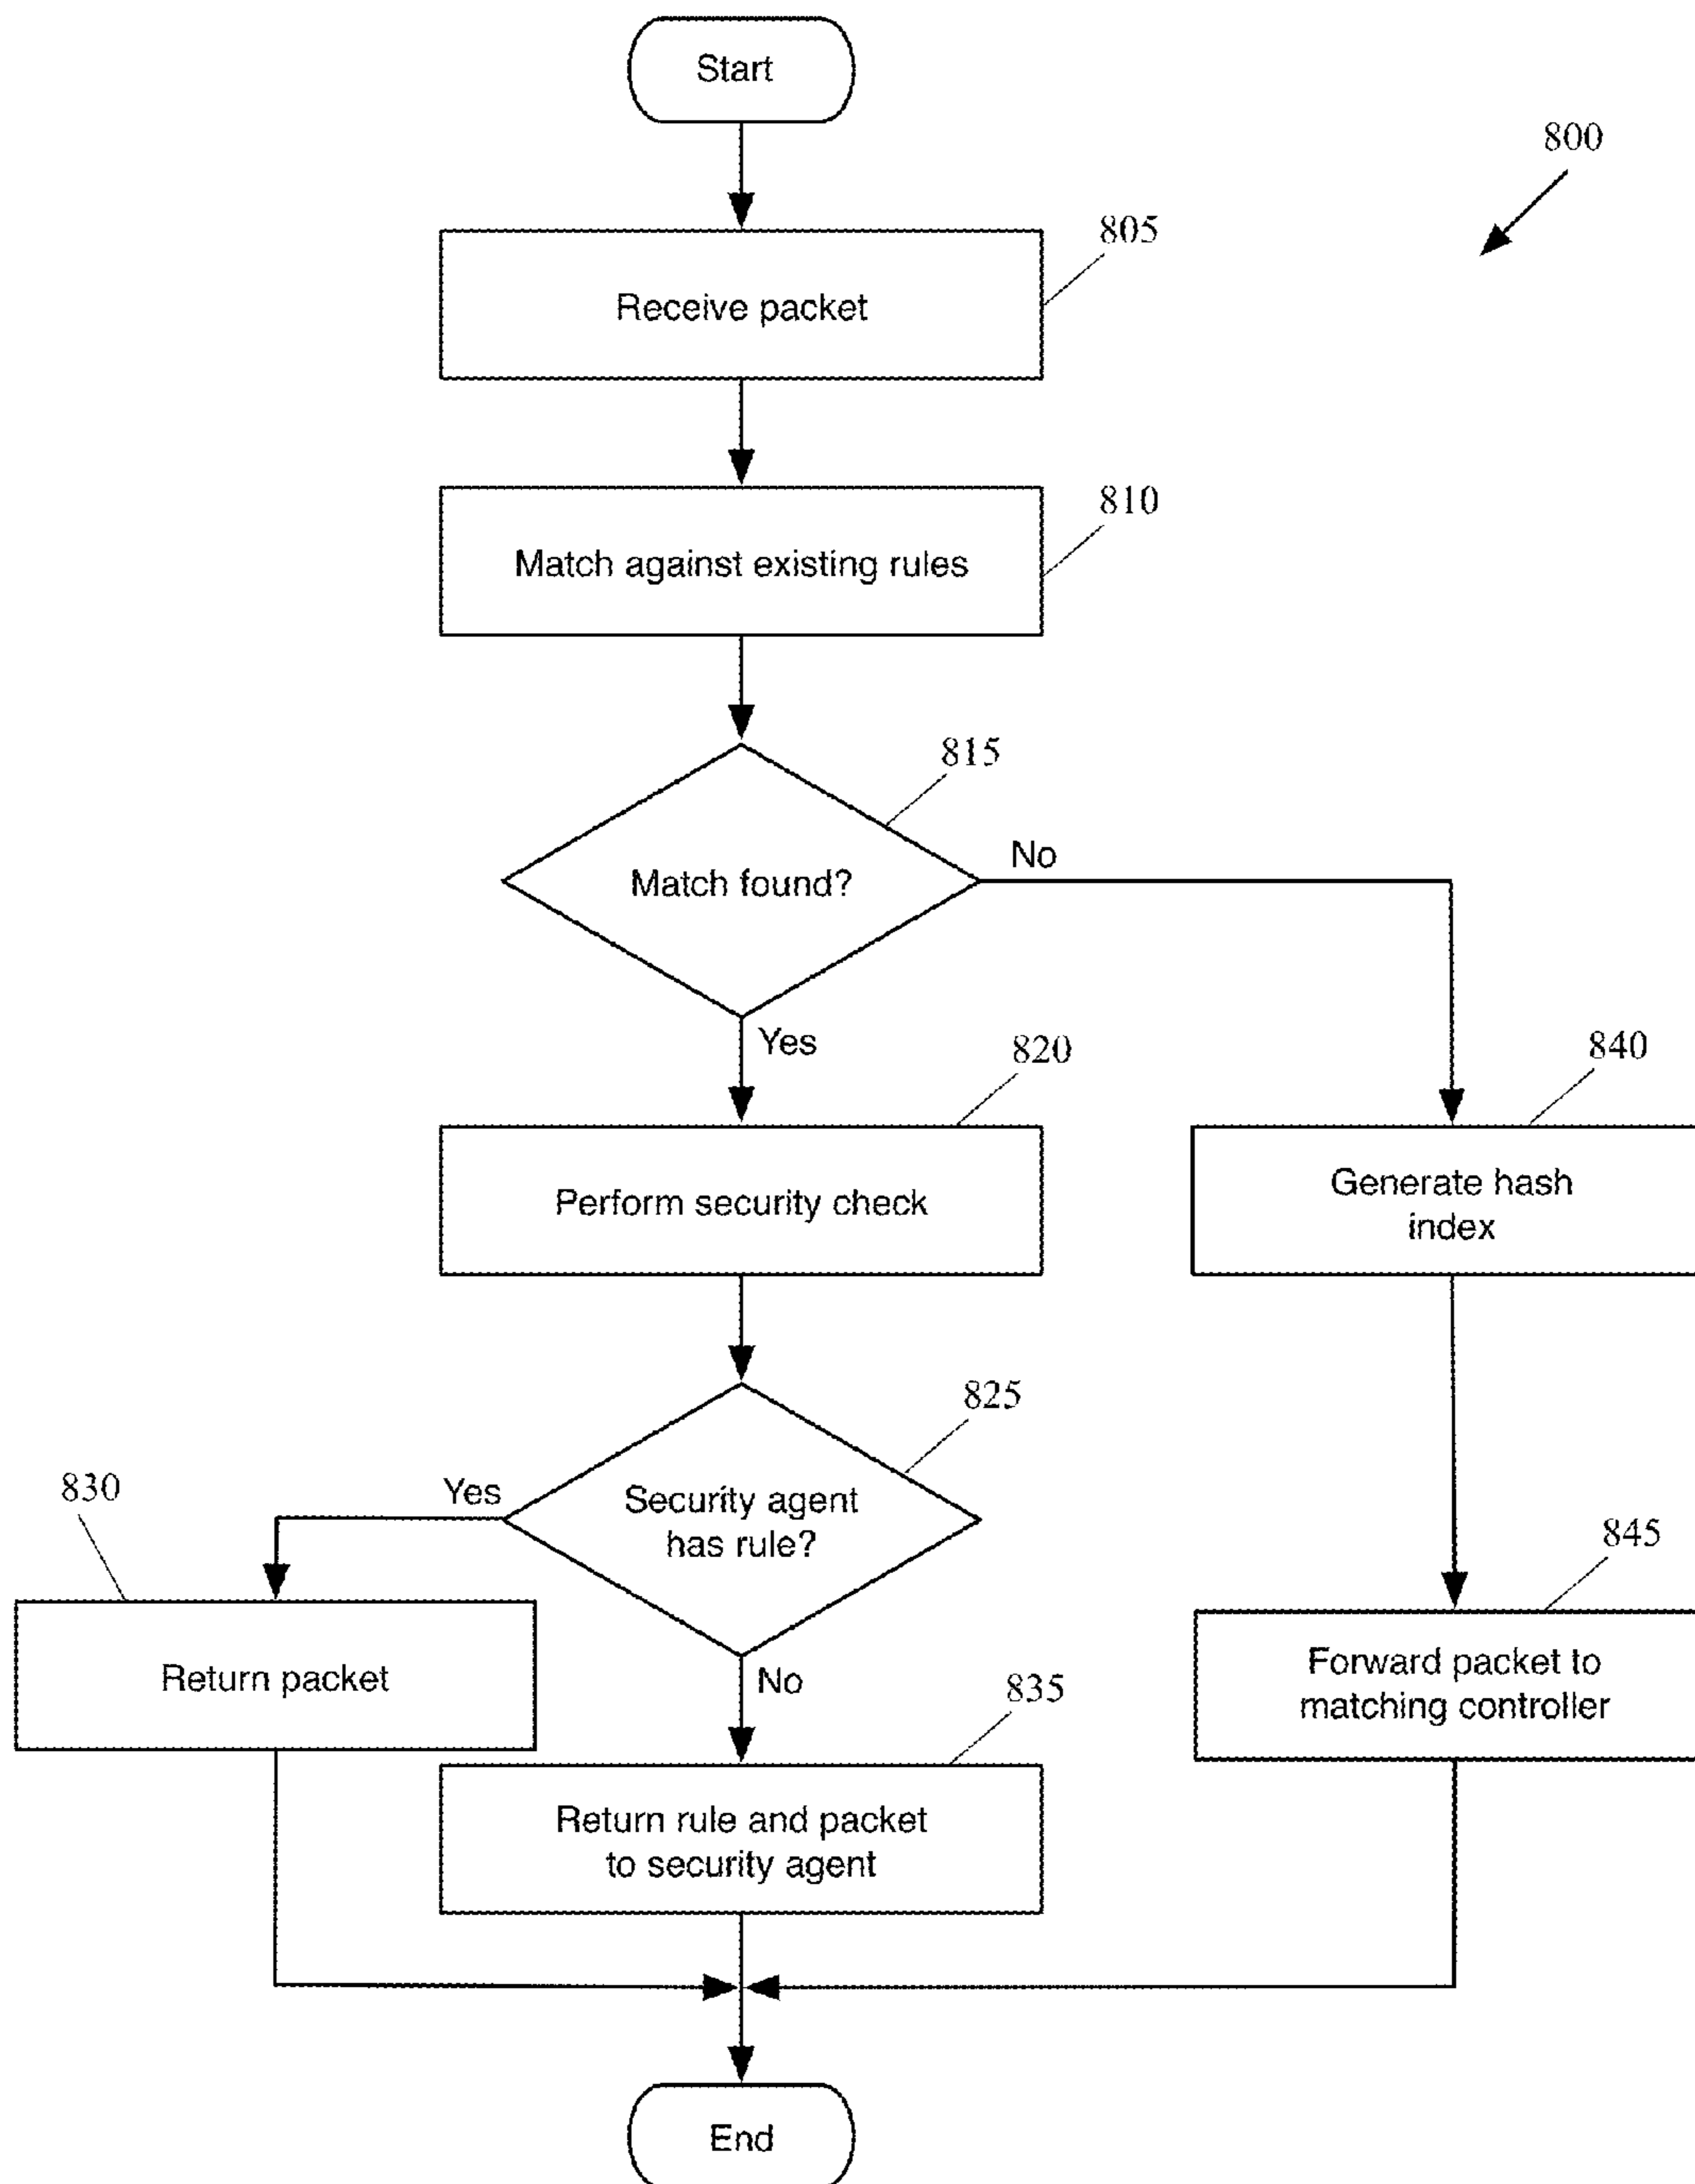 Start
800
805
Receive packet
810
Match against existing rules
815
Match found?
No
Yes
820
Perform security check
840
Generate hash
index
825
Security agent
has rule?
Yes
830
Return packet
No
835
Return rule and packet
to security agent
845
Forward packet to
matching controller
End